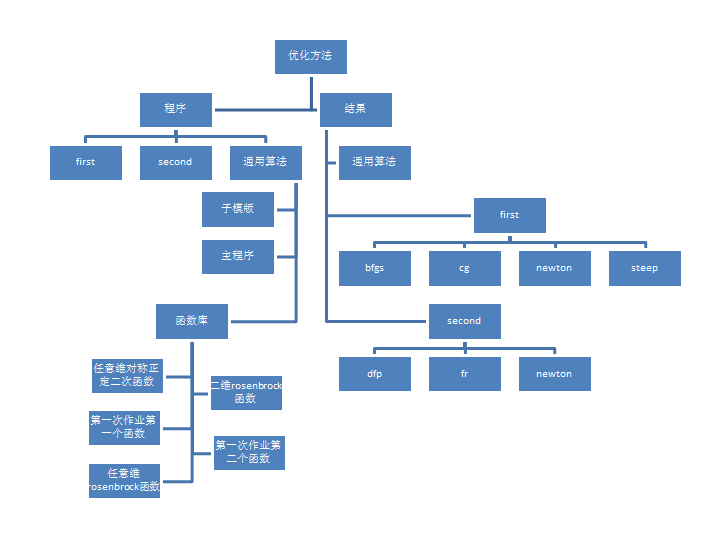 优化方法
程序
结果
first
second
通用算法
通用算法
子模版
主程序
first
bfgs
cg
newton
steep
函数库
second
任意维对称正
定二次函数
二维rosenbrock
函数
dfp
fr
newton
第一次作业第
一个函数
第一次作业第
二个函数
任意维
rosenbrock函数